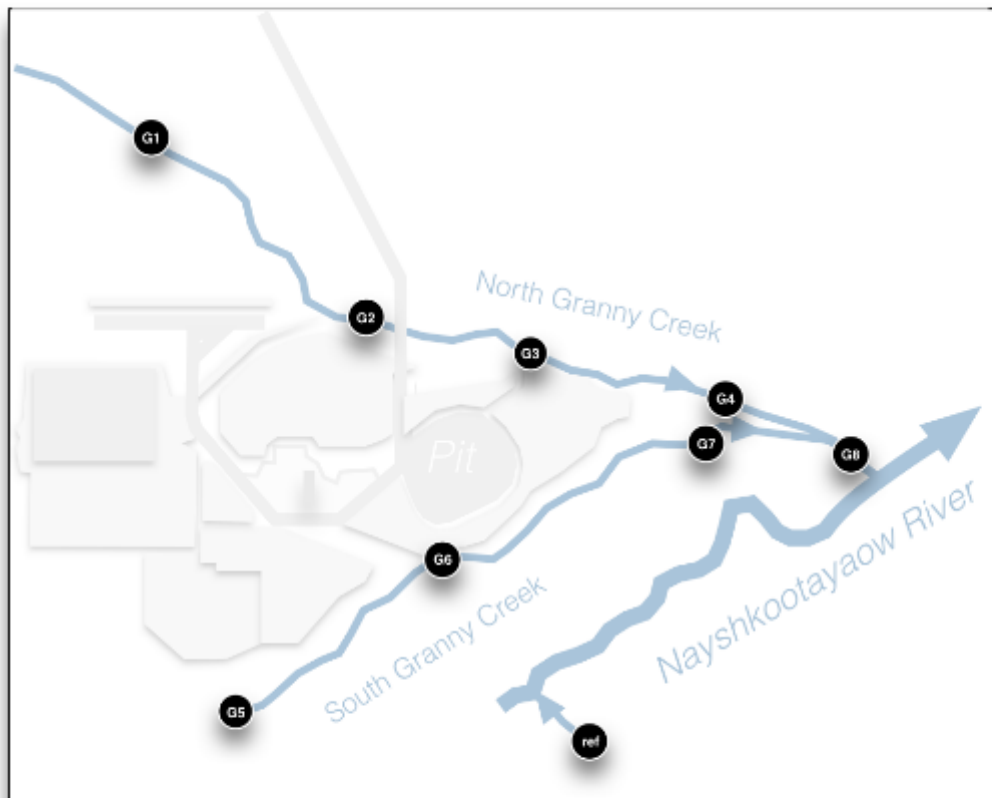 G1
G2
North Granny Creek
G3
G4
Pit
G7
G8
G6
Nayshkootayaow River
South Granny Creek
G5
ref